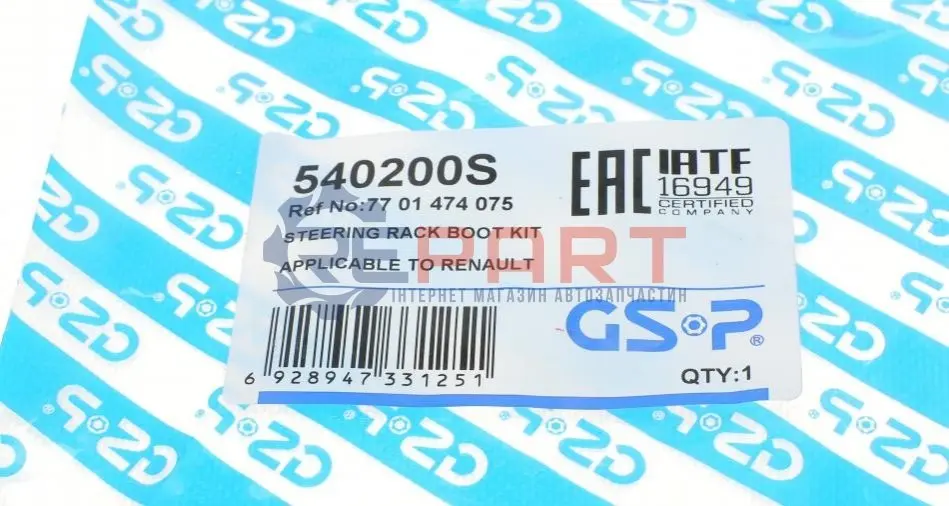 540200S
Ref No:77 01 474 075
STEERING RACK BOOT KIT
APPLICABLE TO RENAULT
EAC
IATF
16949
CERTIFIED
COMPANY
PART
ІНТЕРНЕТ МАГАЗИН АВТОЗАПЧАСТИН
GSP®
6 928947 331251
QTY:1